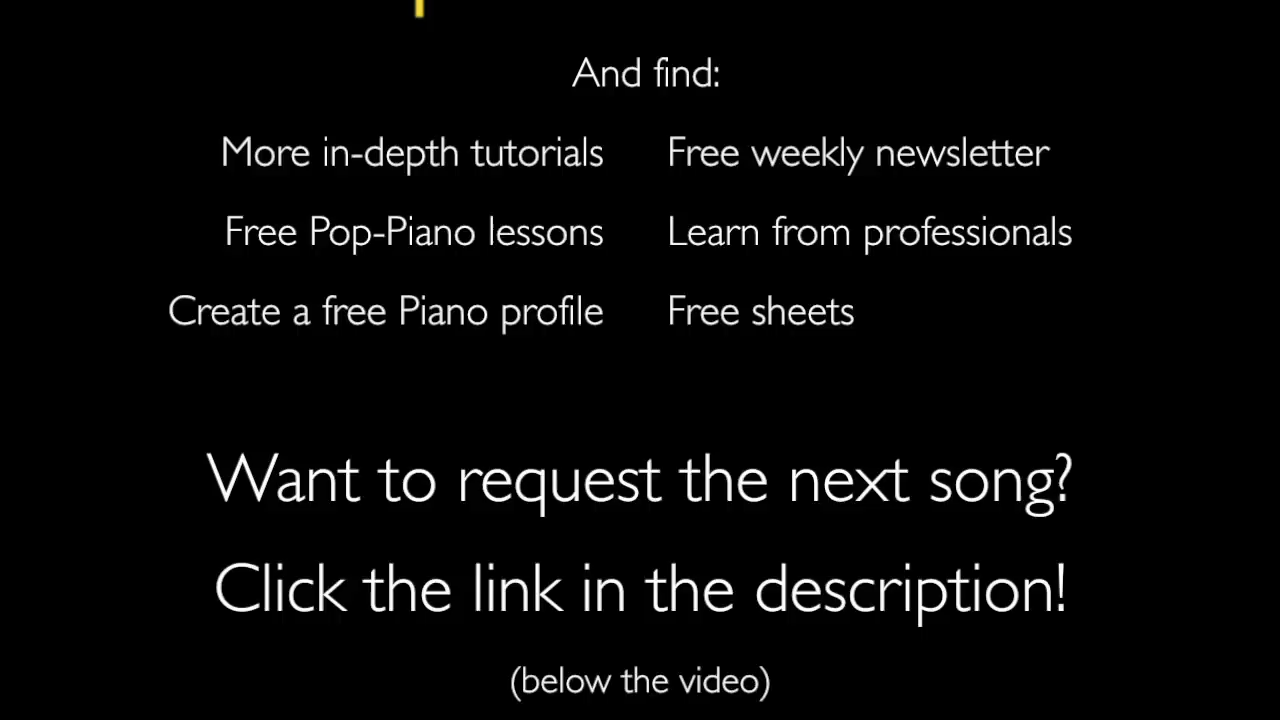 And find:
More in-depth tutorials
Free weekly newsletter
Free Pop-Piano lessons
Learn from professionals
Create a free Piano profile
Free sheets
Want to request the next song?
Click the link in the description!
(below the video)